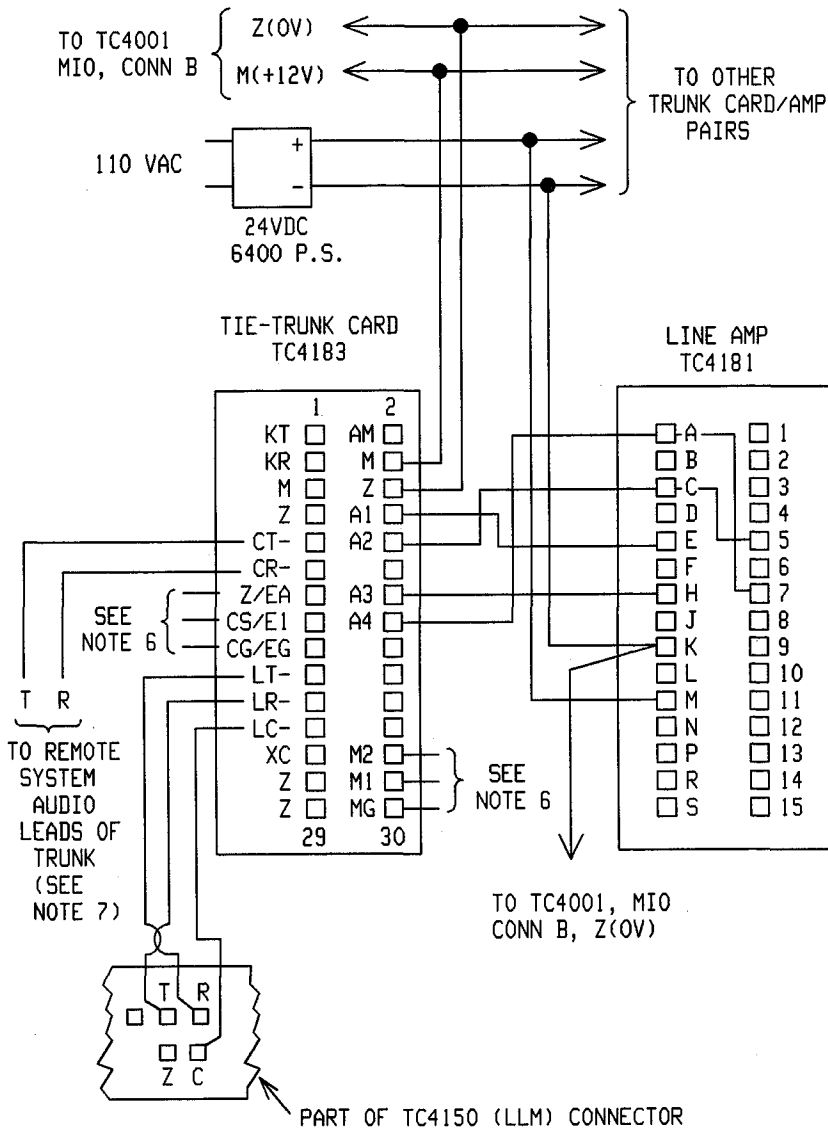 TO TC4001
MIO, CONN B
Z(0V)
M(+12V)
TO OTHER
TRUNK CARD/AMP
PAIRS
110 VAC
+
-
24VDC
6400 P.S.
TIE-TRUNK CARD
TC4183
1 2
KT AM
KR M
M Z
Z A1
CT- A2
CR-
Z/EA A3
CS/E1 A4
CG/EG
LT-
LR-
LC-
XC M2
Z M1
Z MG
29 30
SEE
NOTE 6
SEE
NOTE 6
LINE AMP
TC4181
A 1
B 2
C 3
D 4
E 5
F 6
H 7
J 8
K 9
L 10
M 11
N 12
P 13
R 14
S 15
T R
TO REMOTE
SYSTEM
AUDIO
LEADS OF
TRUNK
(SEE
NOTE 7)
TO TC4001, MIO
CONN B, Z(0V)
T R
Z C
PART OF TC4150 (LLM) CONNECTOR